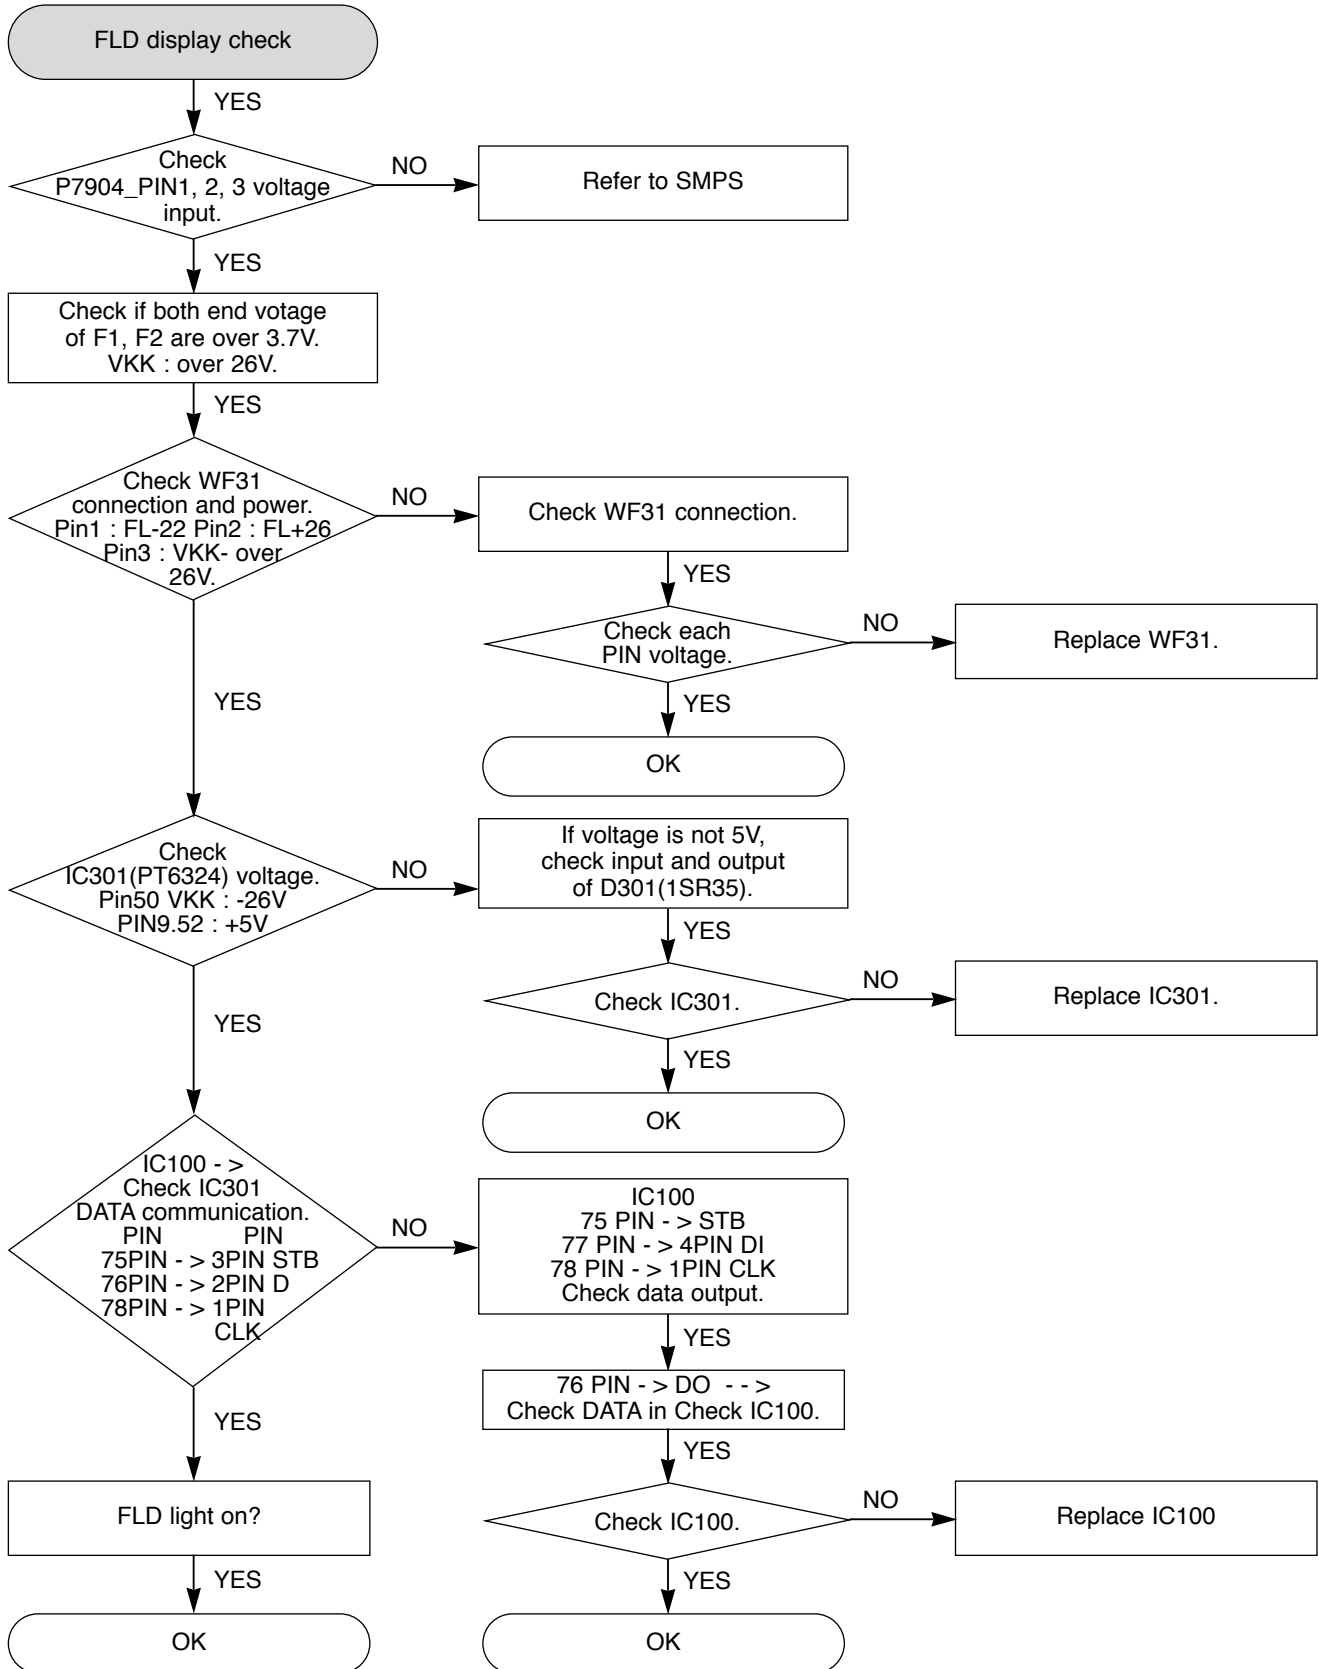 FLD display check
YES
Check
P7904_PIN1, 2, 3 voltage
input.
NO
Refer to SMPS
YES
Check if both end votage
of F1, F2 are over 3.7V.
VKK : over 26V.
YES
Check WF31
connection and power.
Pin1 : FL-22 Pin2 : FL+26
Pin3 : VKK- over
26V.
NO
Check WF31 connection.
YES
Check each
PIN voltage.
NO
Replace WF31.
YES
OK
YES
Check
IC301(PT6324) voltage.
Pin50 VKK : -26V
PIN9.52 : +5V
NO
If voltage is not 5V,
check input and output
of D301(1SR35).
YES
Check IC301.
NO
Replace IC301.
YES
OK
YES
IC100 - >
Check IC301
DATA communication.
PIN PIN
75PIN - > 3PIN STB
76PIN - > 2PIN D
78PIN - > 1PIN
CLK
NO
IC100
75 PIN - > STB
77 PIN - > 4PIN DI
78 PIN - > 1PIN CLK
Check data output.
YES
76 PIN - > DO - - >
Check DATA in Check IC100.
YES
Check IC100.
NO
Replace IC100
YES
OK
YES
FLD light on?
YES
OK